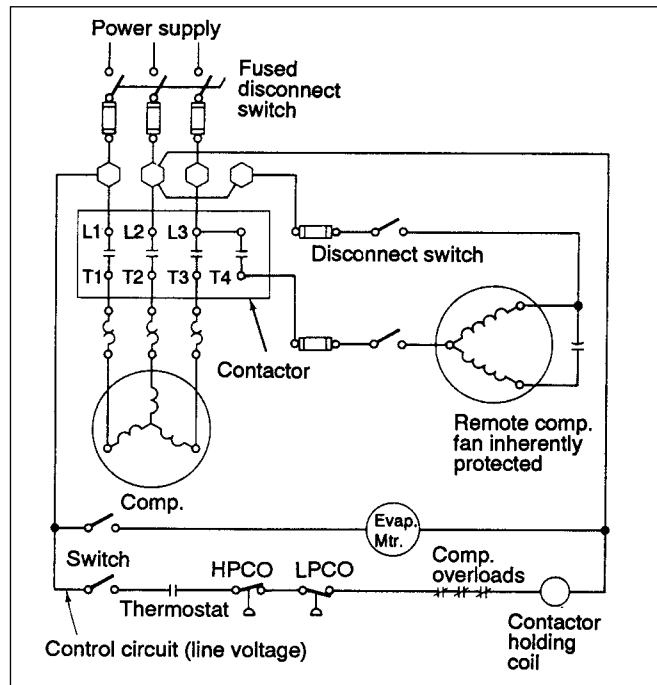 Power supply
Fused
disconnect
switch
L1 L2 L3
Disconnect switch
T1 T2 T3 T4
Contactor
Remote comp.
fan inherently
protected
Comp.
Evap.
Mtr.
Switch
HPCO LPCO
Comp.
overloads
Thermostat
Contactor
holding
coil
Control circuit (line voltage)